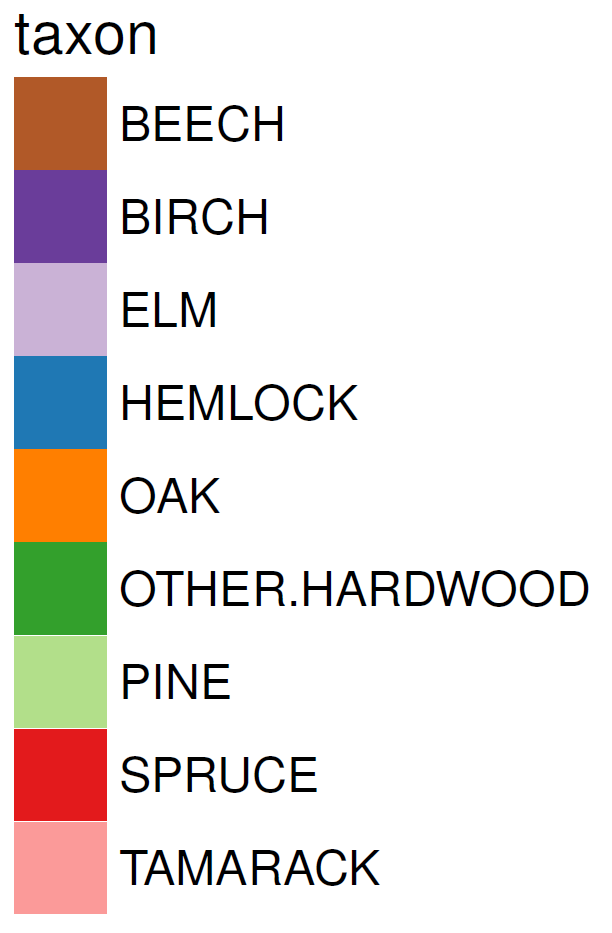 taxon
BEECH
BIRCH
ELM
HEMLOCK
OAK
OTHER.HARDWOOD
PINE
SPRUCE
TAMARACK